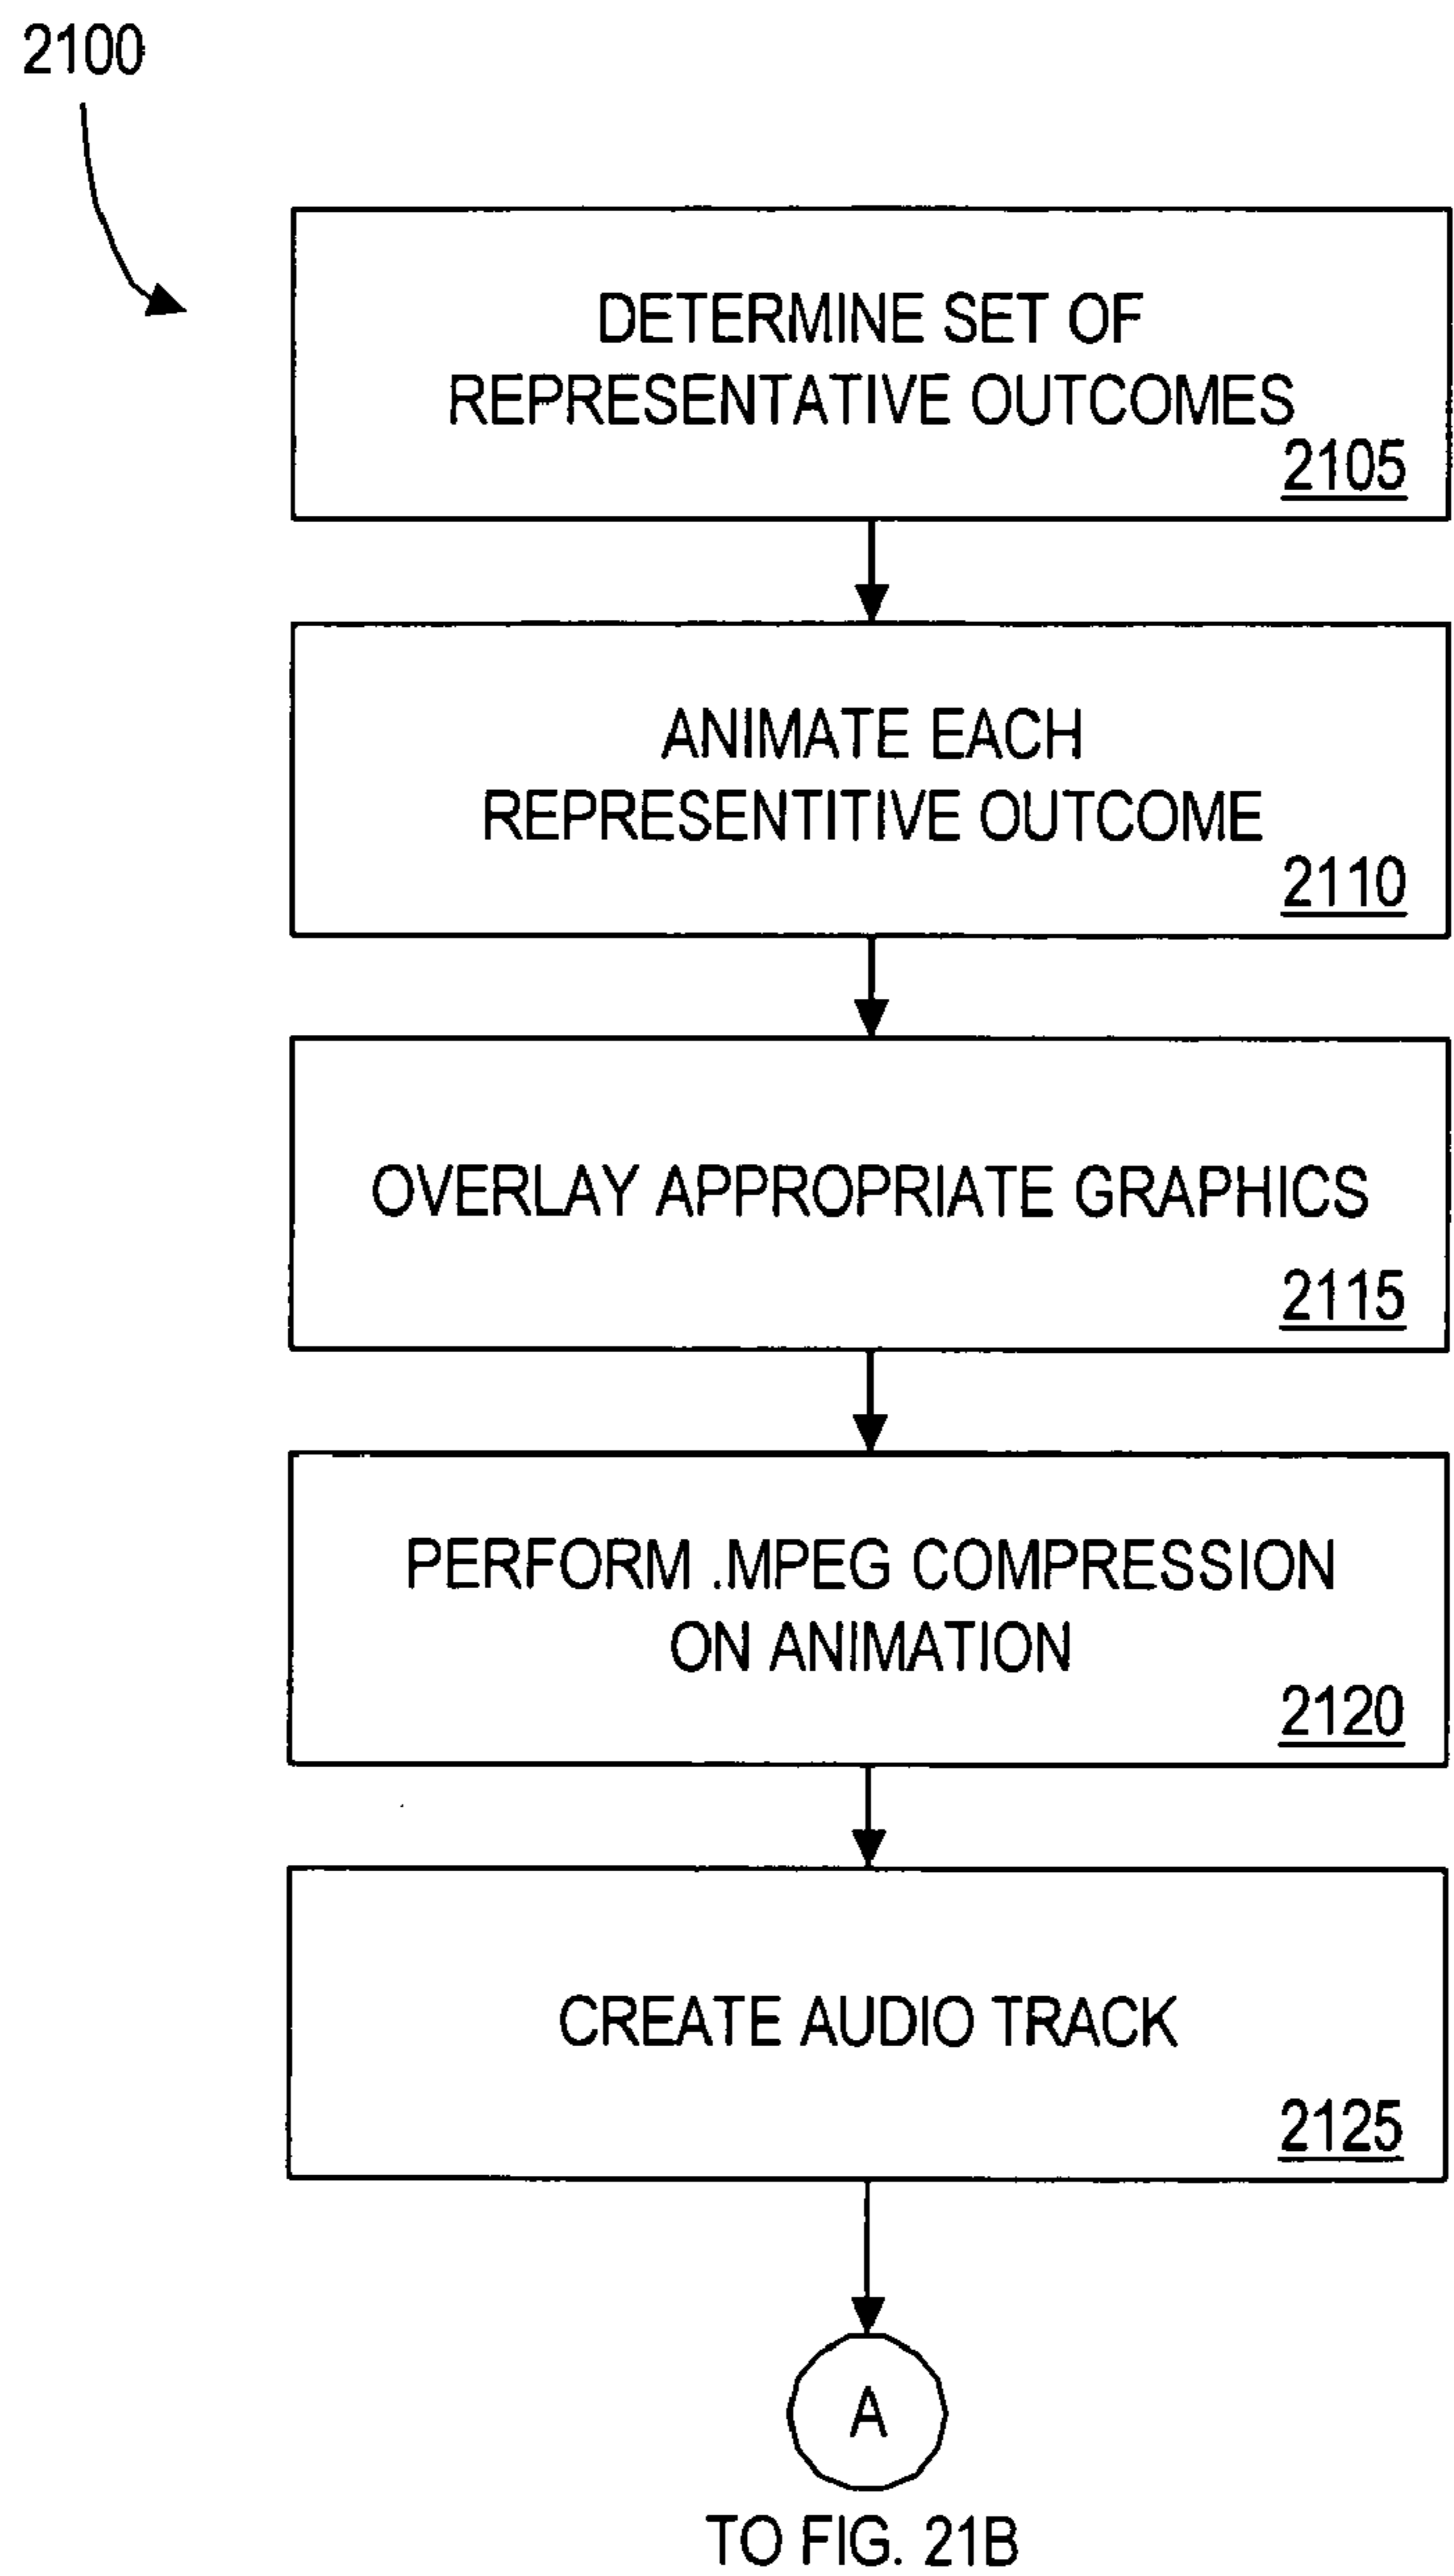 2100
DETERMINE SET OF
REPRESENTATIVE OUTCOMES
2105
ANIMATE EACH
REPRESENTITIVE OUTCOME
2110
OVERLAY APPROPRIATE GRAPHICS
2115
PERFORM .MPEG COMPRESSION
ON ANIMATION
2120
CREATE AUDIO TRACK
2125
A
TO FIG. 21B